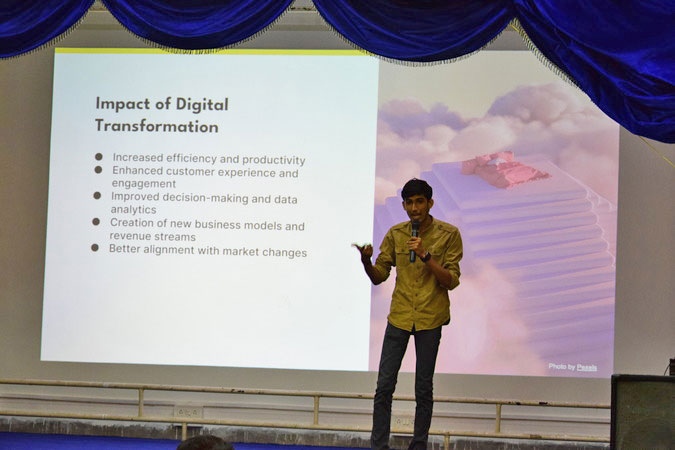 Impact of Digital
Transformation
● Increased efficiency and productivity
● Enhanced customer experience and
engagement
● Improved decision-making and data
analytics
● Creation of new business models and
revenue streams
● Better alignment with market changes
Photo by Pexels